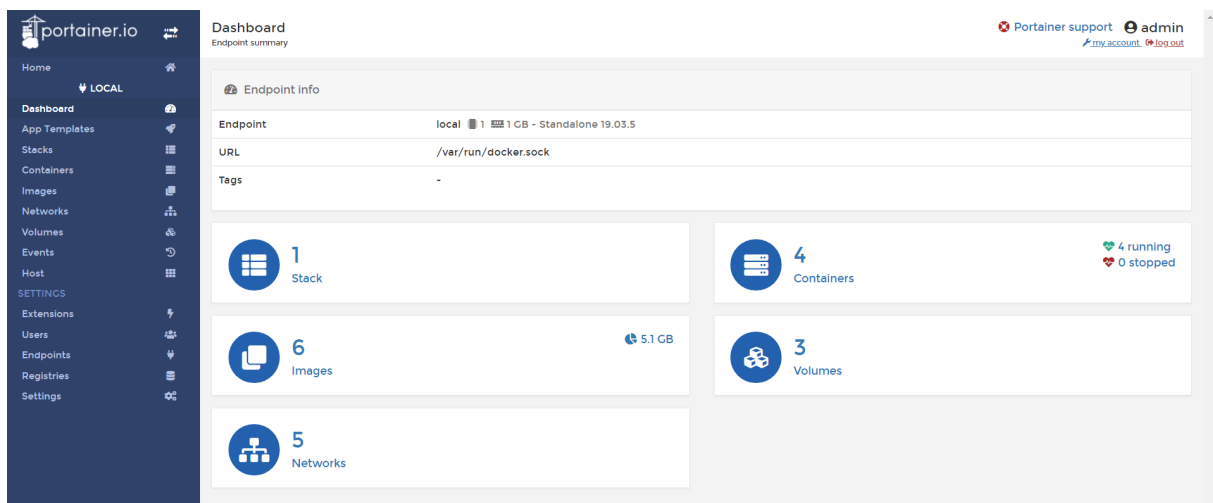 portainer.io
Home
LOCAL
Dashboard
App Templates
Stacks
Containers
Images
Networks
Volumes
Events
Host
SETTINGS
Extensions
Users
Endpoints
Registries
Settings
Dashboard
Endpoint summary
Portainer support admin
my account log out
Endpoint info
Endpoint local 1 1 GB - Standalone 19.03.5
URL /var/run/docker.sock
Tags -
1
Stack
4
Containers
4 running
0 stopped
6
Images
5.1 GB
3
Volumes
5
Networks